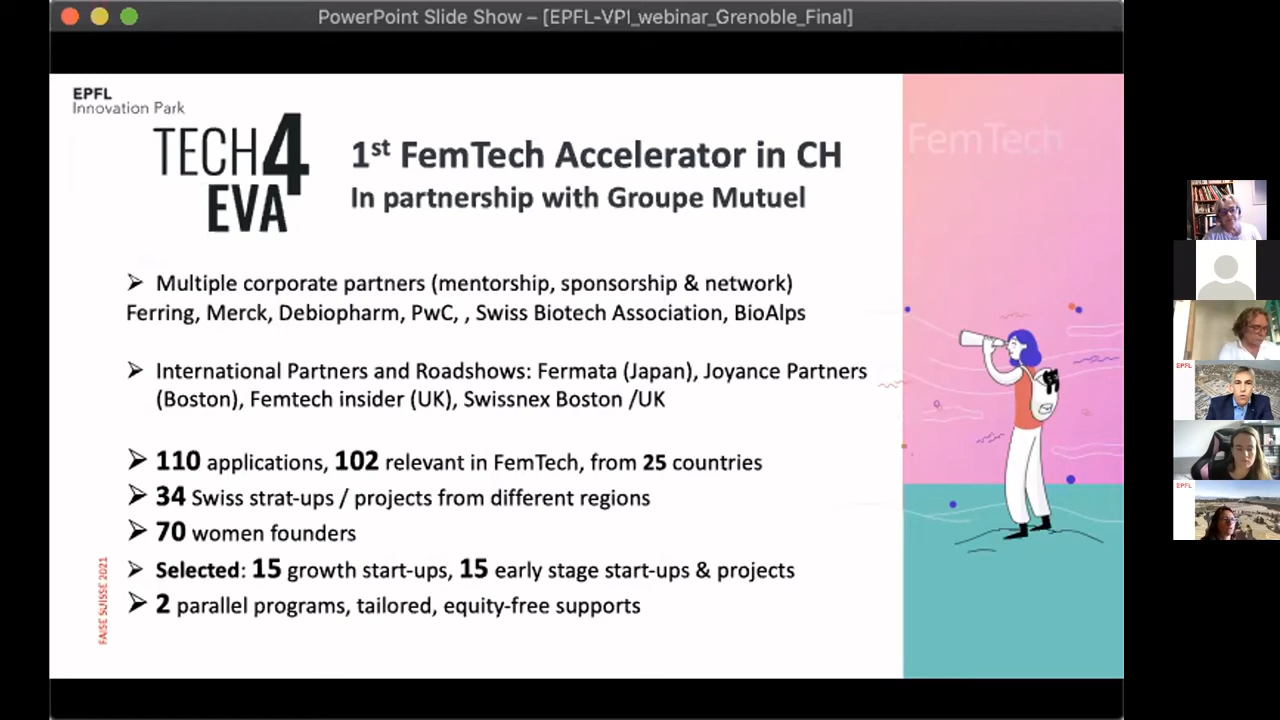 PowerPoint Slide Show – [EPFL-VPI_webinar_Grenoble_Final]
EPFL
Innovation Park
TECH4
EVA
1st FemTech Accelerator in CH
In partnership with Groupe Mutuel
FemTech
➢ Multiple corporate partners (mentorship, sponsorship & network)
Ferring, Merck, Debiopharm, PwC, , Swiss Biotech Association, BioAlps
➢ International Partners and Roadshows: Fermata (Japan), Joyance Partners
(Boston), Femtech insider (UK), Swissnex Boston /UK
➢ 110 applications, 102 relevant in FemTech, from 25 countries
➢ 34 Swiss strat-ups / projects from different regions
➢ 70 women founders
➢ Selected: 15 growth start-ups, 15 early stage start-ups & projects
➢ 2 parallel programs, tailored, equity-free supports
FAISE SUISSE 2021
EPFL
EPFL